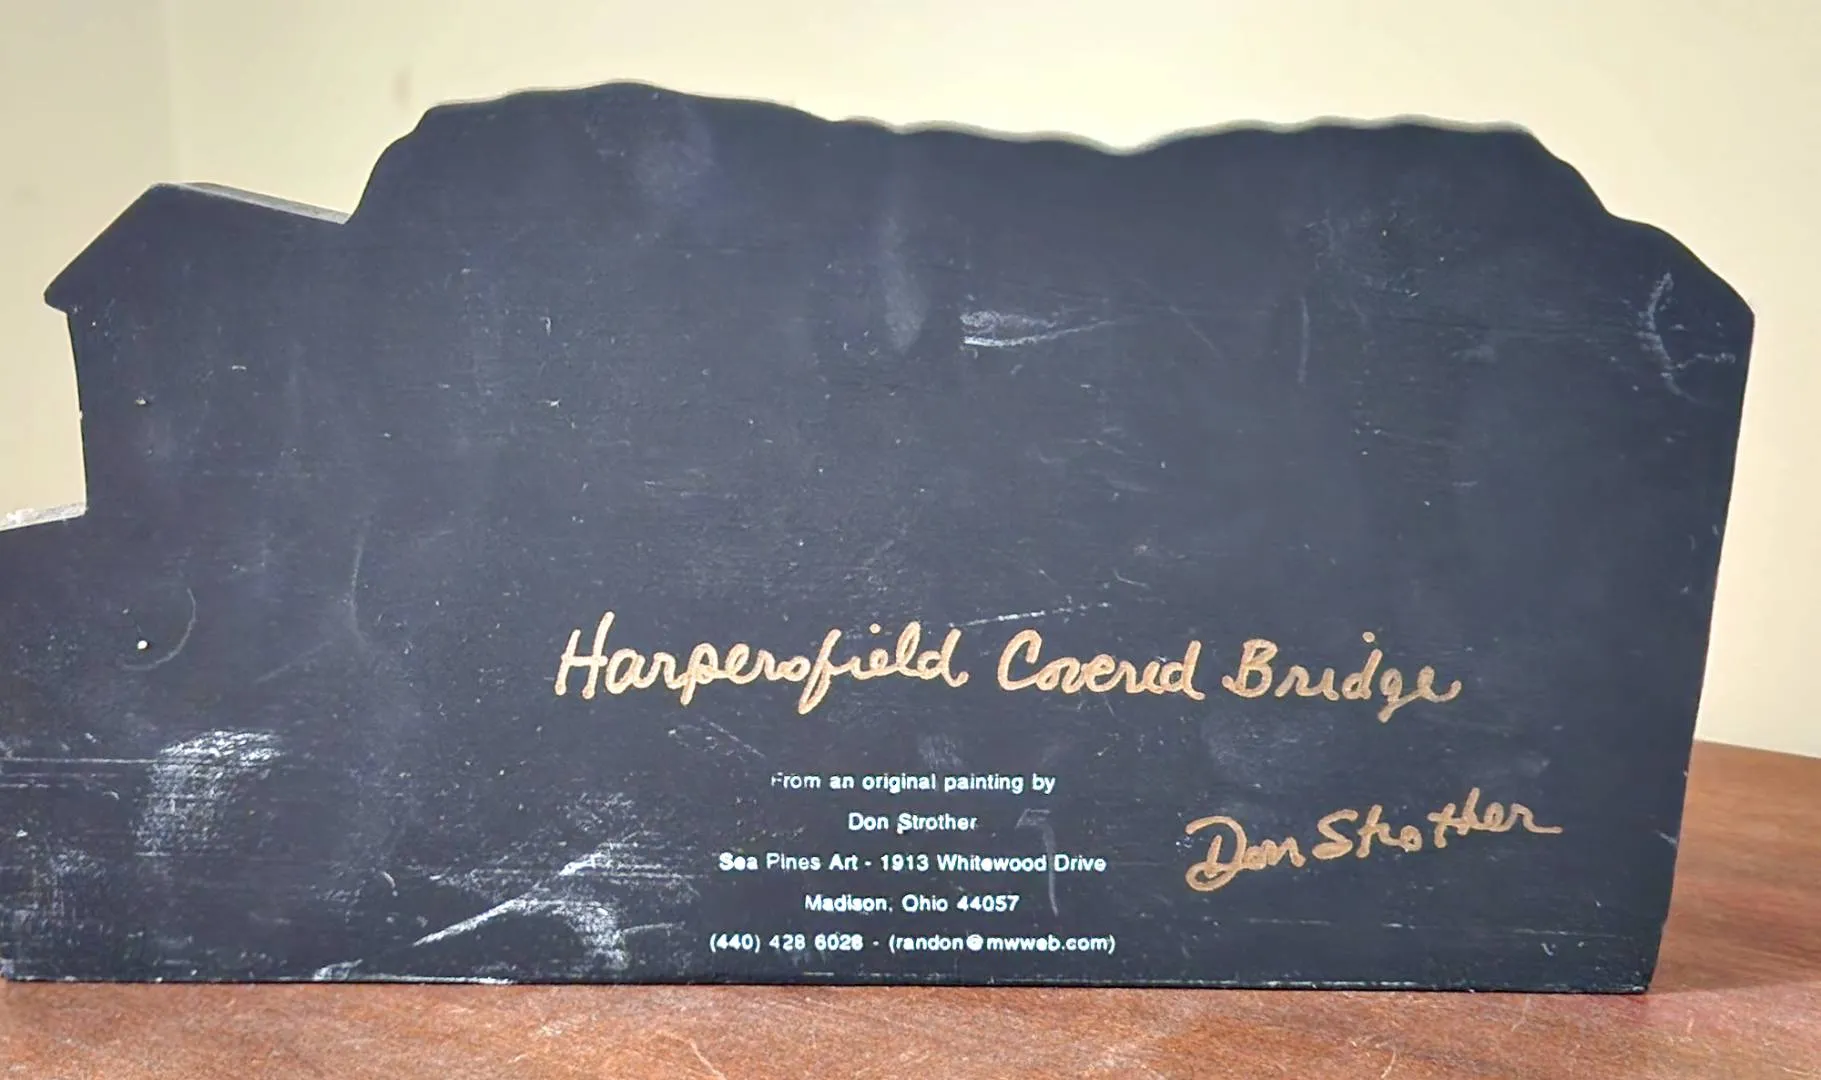 Harpersfield Covered Bridge
From an original painting by
Don Strother
Sea Pines Art - 1913 Whitewood Drive
Madison, Ohio 44057
(440) 428 6028 - (randon@mwweb.com)
Don Strother